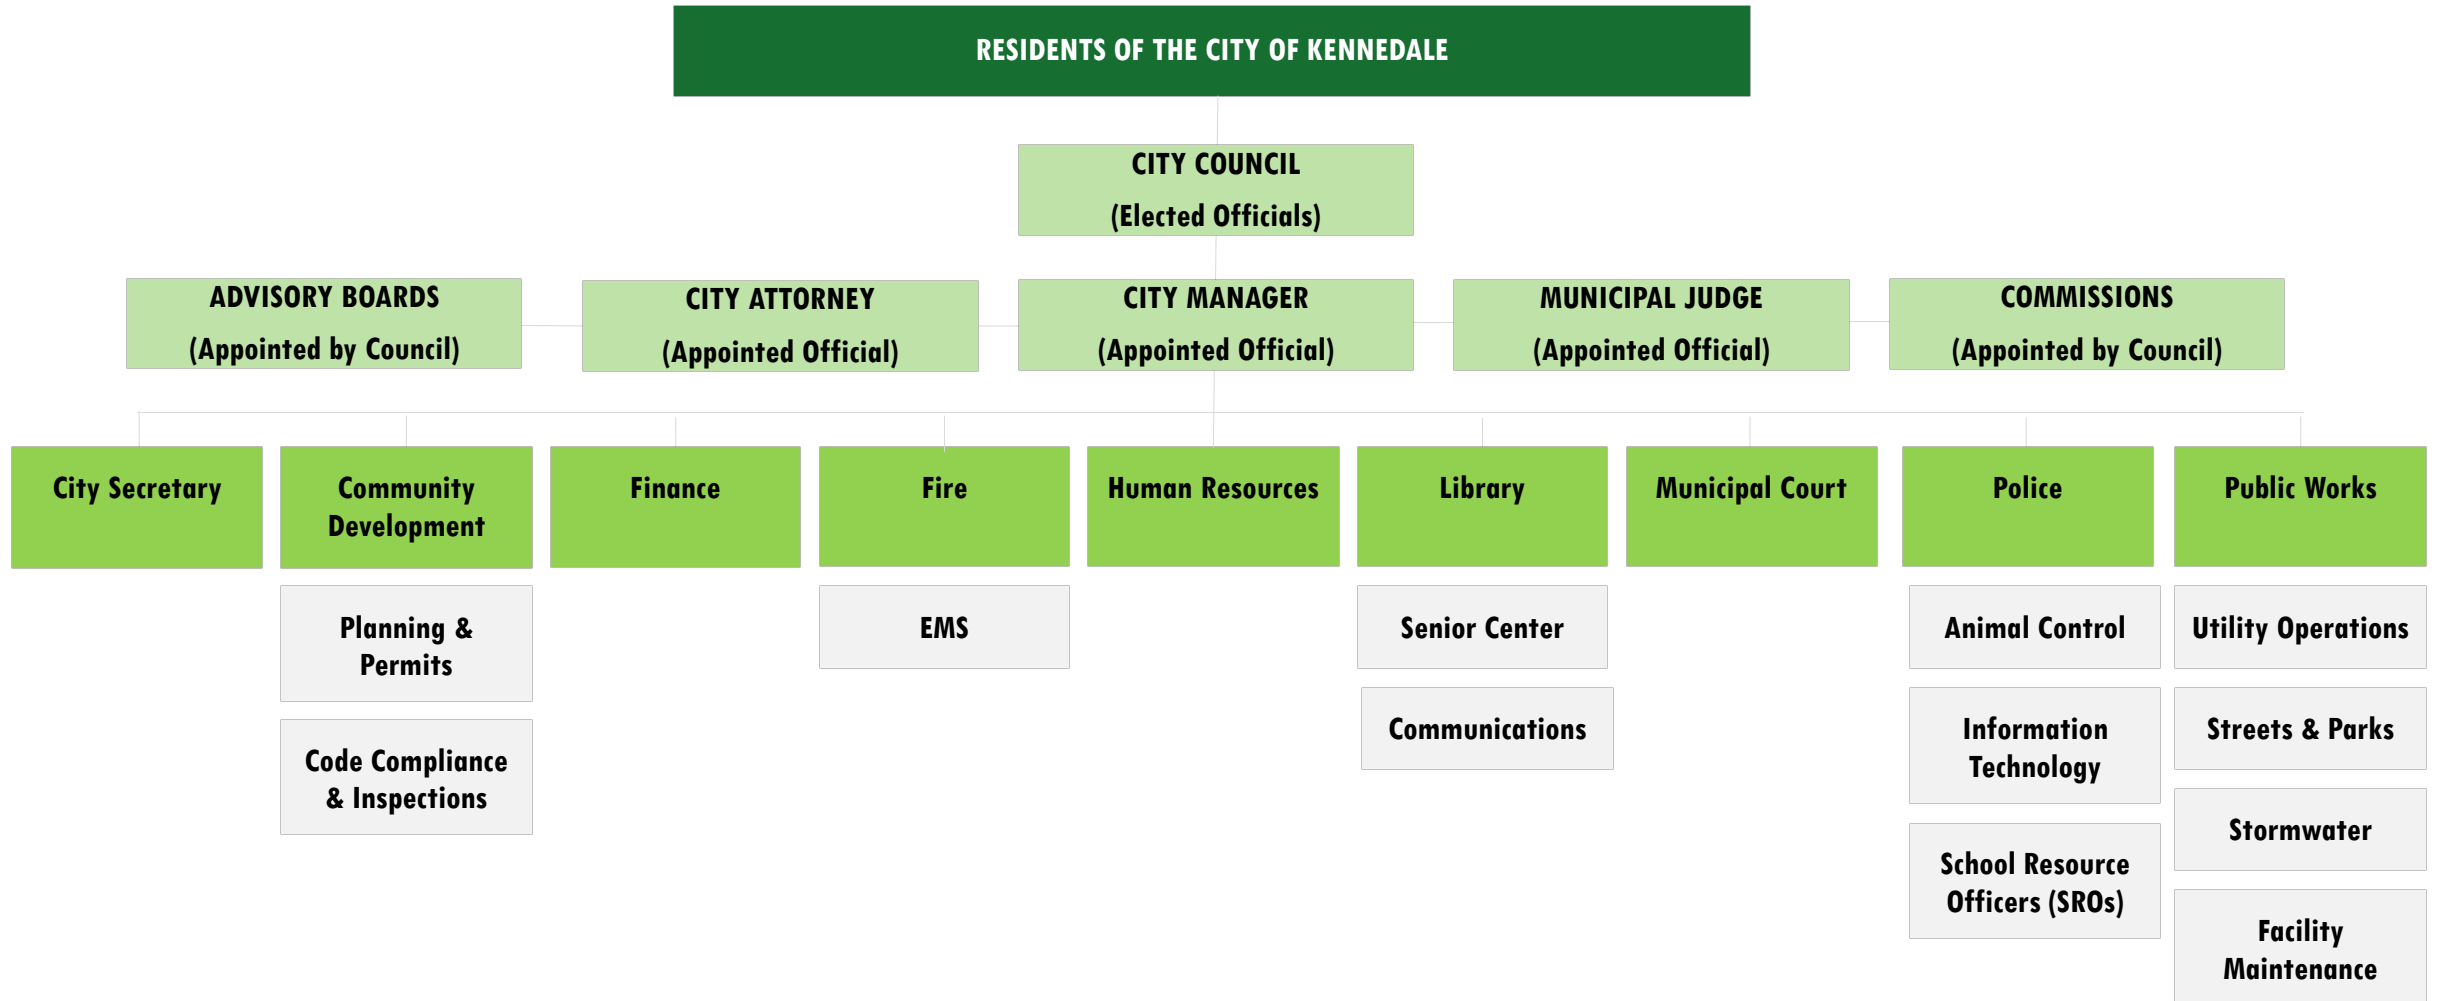 RESIDENTS OF THE CITY OF KENNEDALE
CITY COUNCIL
(Elected Officials)
ADVISORY BOARDS
(Appointed by Council)
CITY ATTORNEY
(Appointed Official)
CITY MANAGER
(Appointed Official)
MUNICIPAL JUDGE
(Appointed Official)
COMMISSIONS
(Appointed by Council)
City Secretary
Community
Development
Finance
Fire
Human Resources
Library
Municipal Court
Police
Public Works
Planning &
Permits
Code Compliance
& Inspections
EMS
Senior Center
Communications
Animal Control
Information
Technology
School Resource
Officers (SROs)
Utility Operations
Streets & Parks
Stormwater
Facility
Maintenance